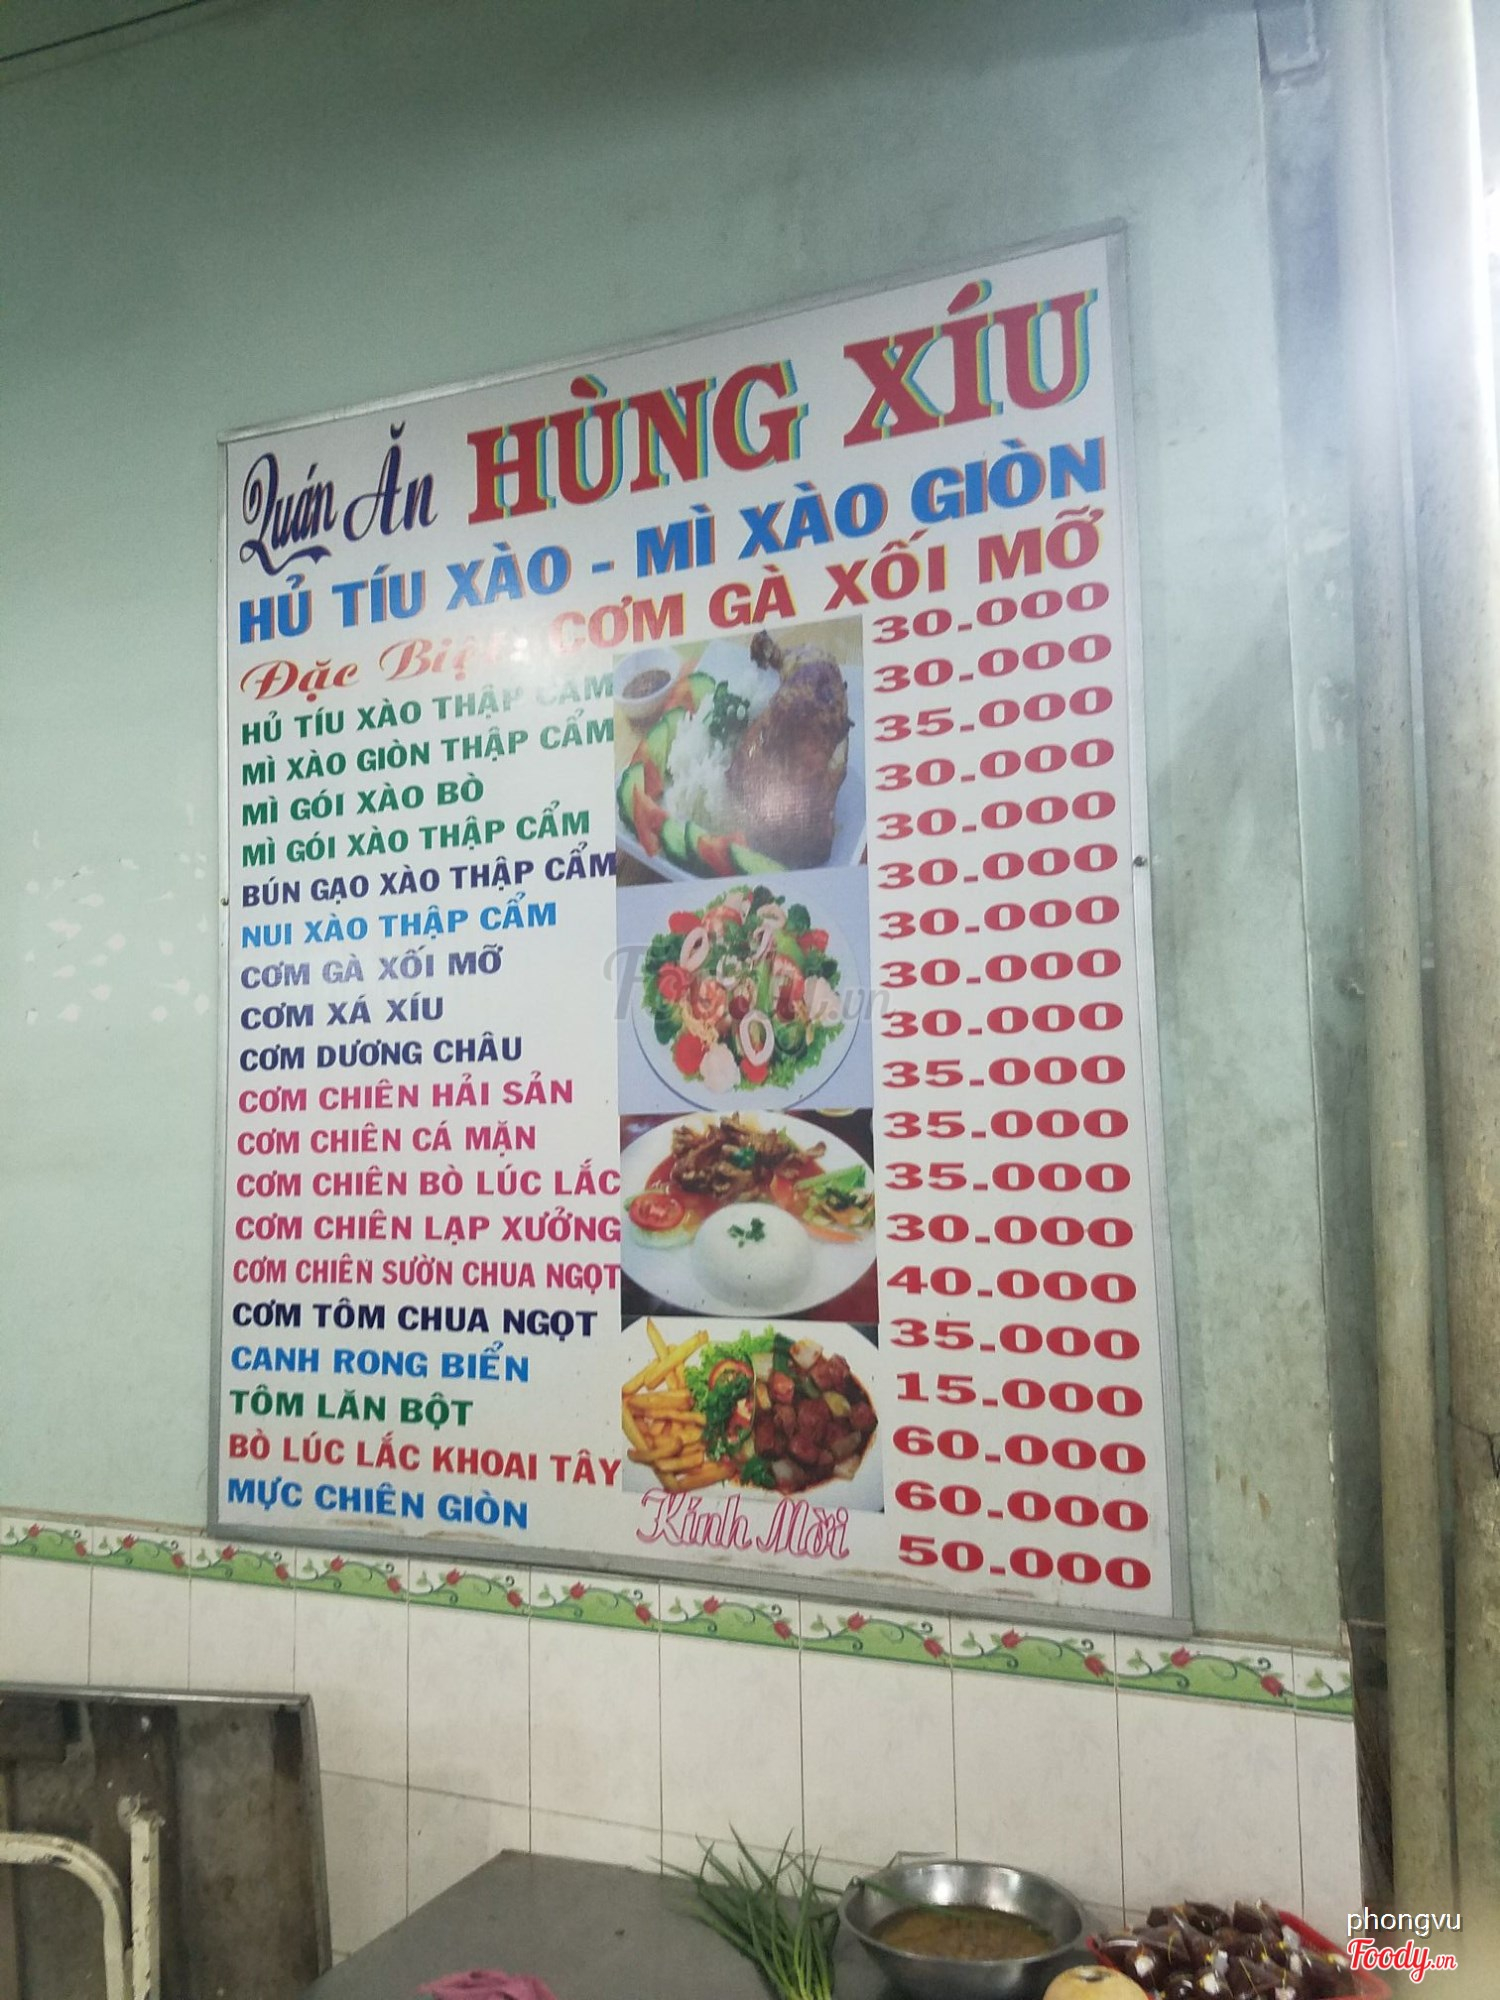 Quán Ăn HÙNG XÍU
HỦ TÍU XÀO - MÌ XÀO GIÒN
Đặc Biệt: CƠM GÀ XỐI MỠ
HỦ TÍU XÀO THẬP CẨM 30.000
MÌ XÀO GIÒN THẬP CẨM 30.000
MÌ GÓI XÀO BÒ 35.000
MÌ GÓI XÀO THẬP CẨM 30.000
BÚN GẠO XÀO THẬP CẨM 30.000
NUI XÀO THẬP CẨM 30.000
CƠM GÀ XỐI MỠ 30.000
CƠM XÁ XÍU 30.000
CƠM DƯƠNG CHÂU 30.000
CƠM CHIÊN HẢI SẢN 35.000
CƠM CHIÊN CÁ MẶN 35.000
CƠM CHIÊN BÒ LÚC LẮC 35.000
CƠM CHIÊN LẠP XƯỞNG 30.000
CƠM CHIÊN SƯỜN CHUA NGỌT 40.000
CƠM TÔM CHUA NGỌT 35.000
CANH RONG BIỂN 15.000
TÔM LĂN BỘT 60.000
BÒ LÚC LẮC KHOAI TÂY 60.000
MỰC CHIÊN GIÒN 50.000
Kính Mời
Foody.vn
phongvu
Foody.vn